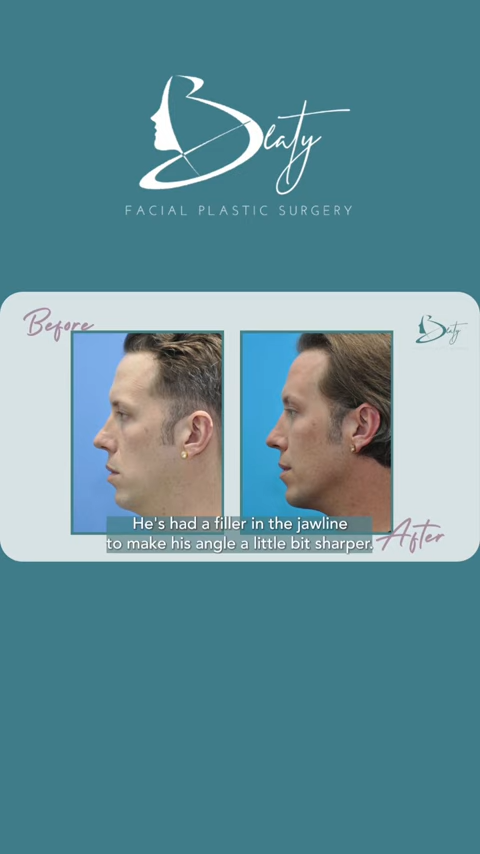 Beaty
FACIAL PLASTIC SURGERY
Before
Beaty
He's had a filler in the jawline
to make his angle a little bit sharper.
After